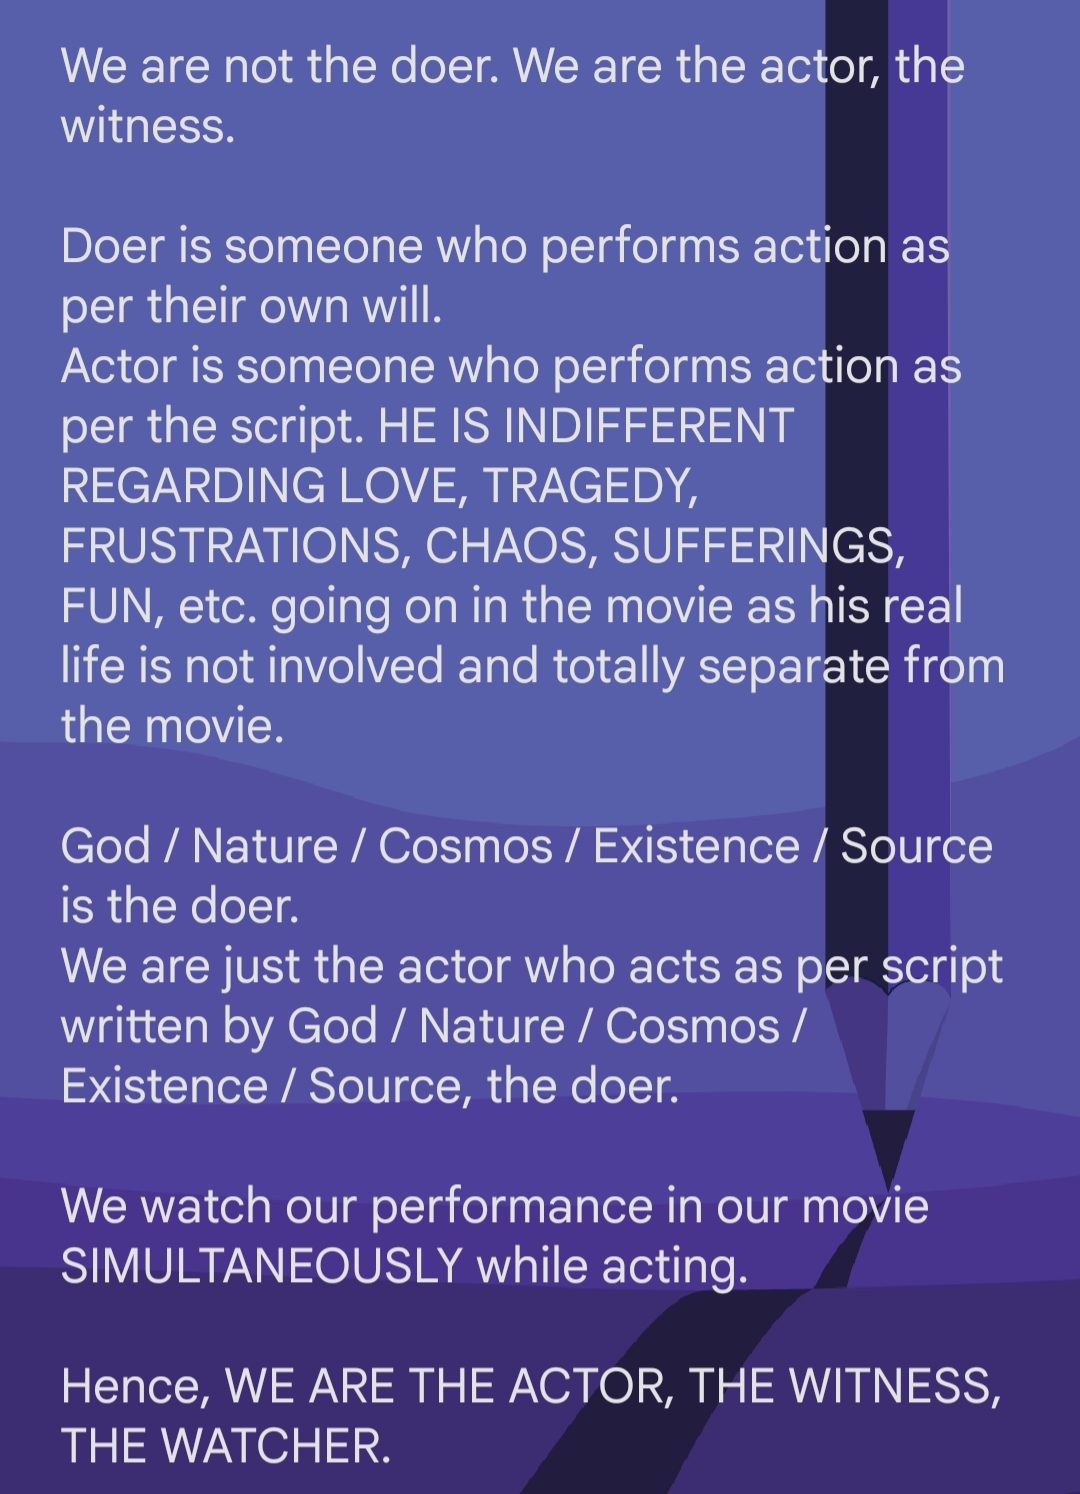 We are not the doer. We are the actor, the
witness.
Doer is someone who performs action as
per their own will.
Actor is someone who performs action as
per the script. HE IS INDIFFERENT
REGARDING LOVE, TRAGEDY,
FRUSTRATIONS, CHAOS, SUFFERINGS,
FUN, etc. going on in the movie as his real
life is not involved and totally separate from
the movie.
God / Nature / Cosmos / Existence / Source
is the doer.
We are just the actor who acts as per script
written by God / Nature / Cosmos /
Existence / Source, the doer.
We watch our performance in our movie
SIMULTANEOUSLY while acting.
Hence, WE ARE THE ACTOR, THE WITNESS,
THE WATCHER.